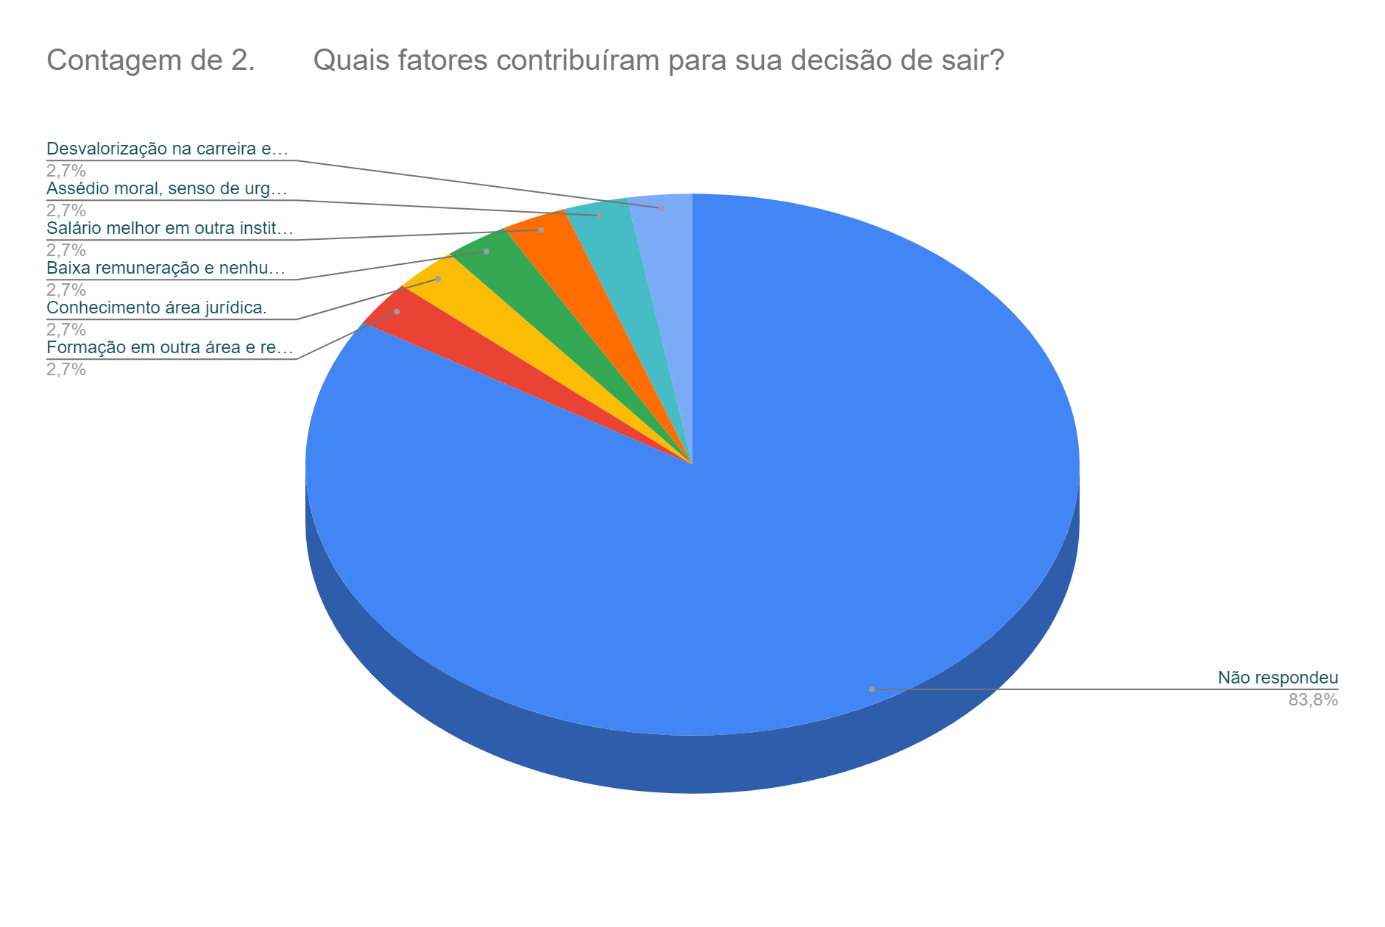 Contagem de 2. Quais fatores contribuíram para sua decisão de sair?
Desvalorização na carreira e…
2,7%
Assédio moral, senso de urg…
2,7%
Salário melhor em outra instit…
2,7%
Baixa remuneração e nenhu…
2,7%
Conhecimento área jurídica.
2,7%
Formação em outra área e re…
2,7%
Não respondeu
83,8%